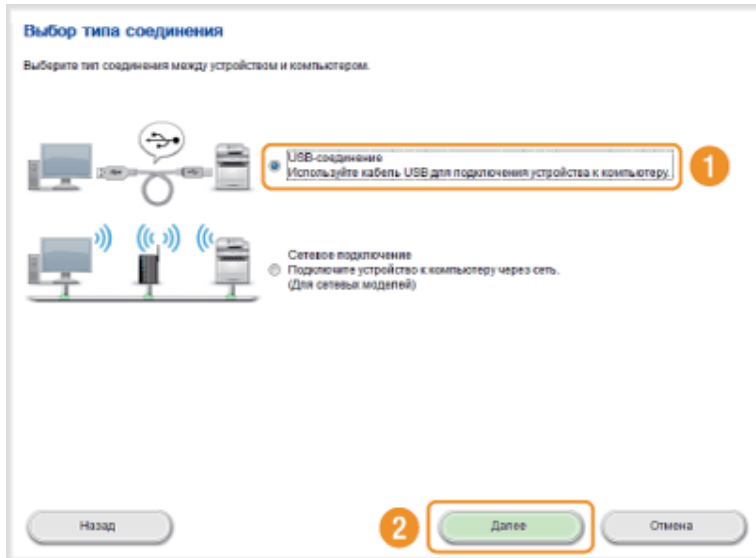 Выбор типа соединения
Выберите тип соединения между устройством и компьютером.
USB-соединение
Используйте кабель USB для подключения устройства к компьютеру.
1
Сетевое подключение
Подключите устройство к компьютеру через сеть.
(Для сетевых моделей)
Назад
2
Далее
Отмена